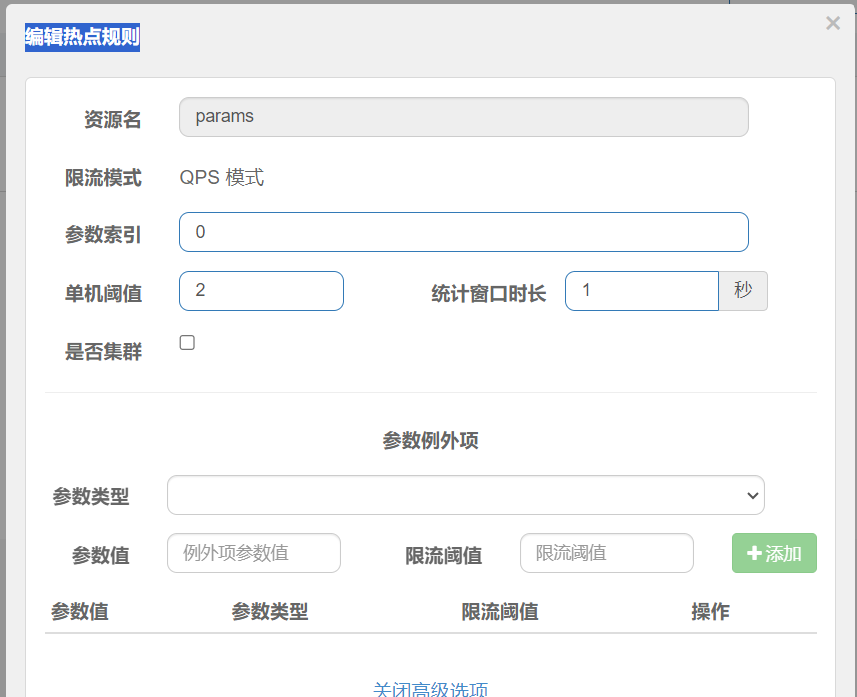 编辑热点规则
×
资源名 params
限流模式 QPS 模式
参数索引 0
单机阈值 2 统计窗口时长 1 秒
是否集群
参数例外项
参数类型
参数值 例外项参数值 限流阈值 限流阈值 +添加
参数值 参数类型 限流阈值 操作
关闭高级选项